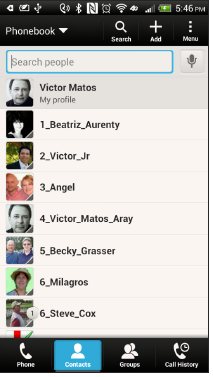 5:46 PM
Phonebook
Search
Add
Menu
Search people
Victor Matos
My profile
1_Beatriz_Aurenty
2_Victor_Jr
3_Angel
4_Victor_Matos_Aray
5_Becky_Grasser
6_Milagros
6_Steve_Cox
1
Phone
Contacts
Groups
Call History